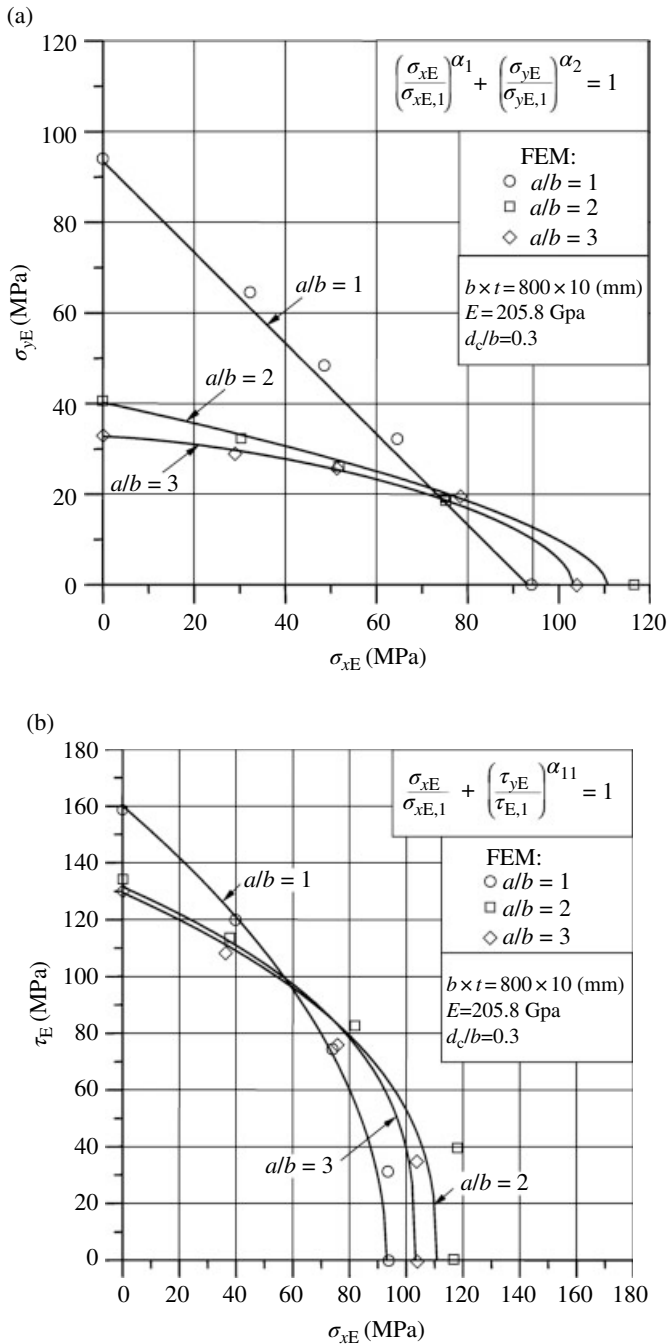 (a)
120
100
80
60
40
20
0
σyE (MPa)
0 20 40 60 80 100 120
σxE (MPa)
(σxE/σxE,1)^α1 + (σyE/σyE,1)^α2 = 1
FEM:
○ a/b = 1
□ a/b = 2
◇ a/b = 3
b × t = 800 × 10 (mm)
E = 205.8 Gpa
dc/b=0.3
a/b = 1
a/b = 2
a/b = 3
(b)
180
160
140
120
100
80
60
40
20
0
τE (MPa)
0 20 40 60 80 100 120 140 160 180
σxE (MPa)
σxE/σxE,1 + (τyE/τE,1)^α11 = 1
FEM:
○ a/b = 1
□ a/b = 2
◇ a/b = 3
b × t = 800 × 10 (mm)
E=205.8 Gpa
dc/b=0.3
a/b = 1
a/b = 3
a/b = 2